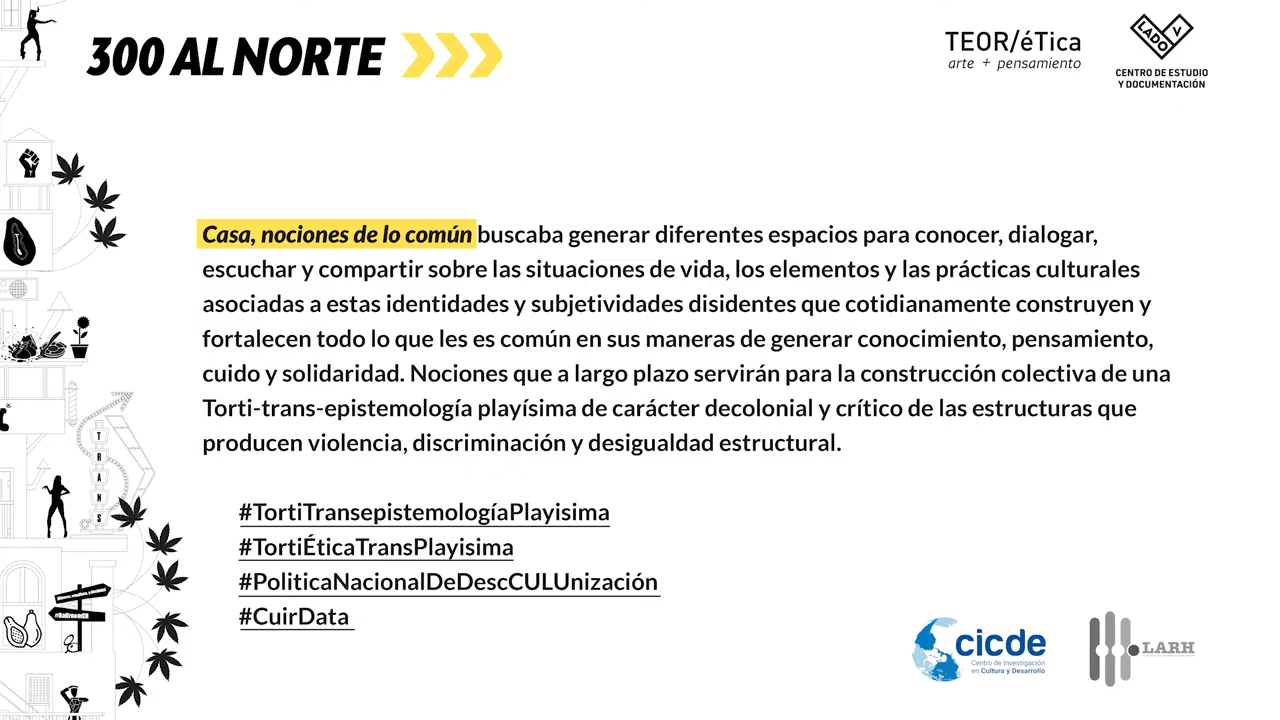 300 AL NORTE
TEOR/éTica
arte + pensamiento
LADO V
CENTRO DE ESTUDIO
Y DOCUMENTACIÓN
Casa, nociones de lo común buscaba generar diferentes espacios para conocer, dialogar,
escuchar y compartir sobre las situaciones de vida, los elementos y las prácticas culturales
asociadas a estas identidades y subjetividades disidentes que cotidianamente construyen y
fortalecen todo lo que les es común en sus maneras de generar conocimiento, pensamiento,
cuido y solidaridad. Nociones que a largo plazo servirán para la construcción colectiva de una
Torti-trans-epistemología playísima de carácter decolonial y crítico de las estructuras que
producen violencia, discriminación y desigualdad estructural.
#TortiTransepistemologíaPlayisima
#TortiÉticaTransPlayisima
#PoliticaNacionalDeDescCULUnización
#CuirData
TRANS
#BallroomCR
cicde
Centro de Investigación
en Cultura y Desarrollo
LARH